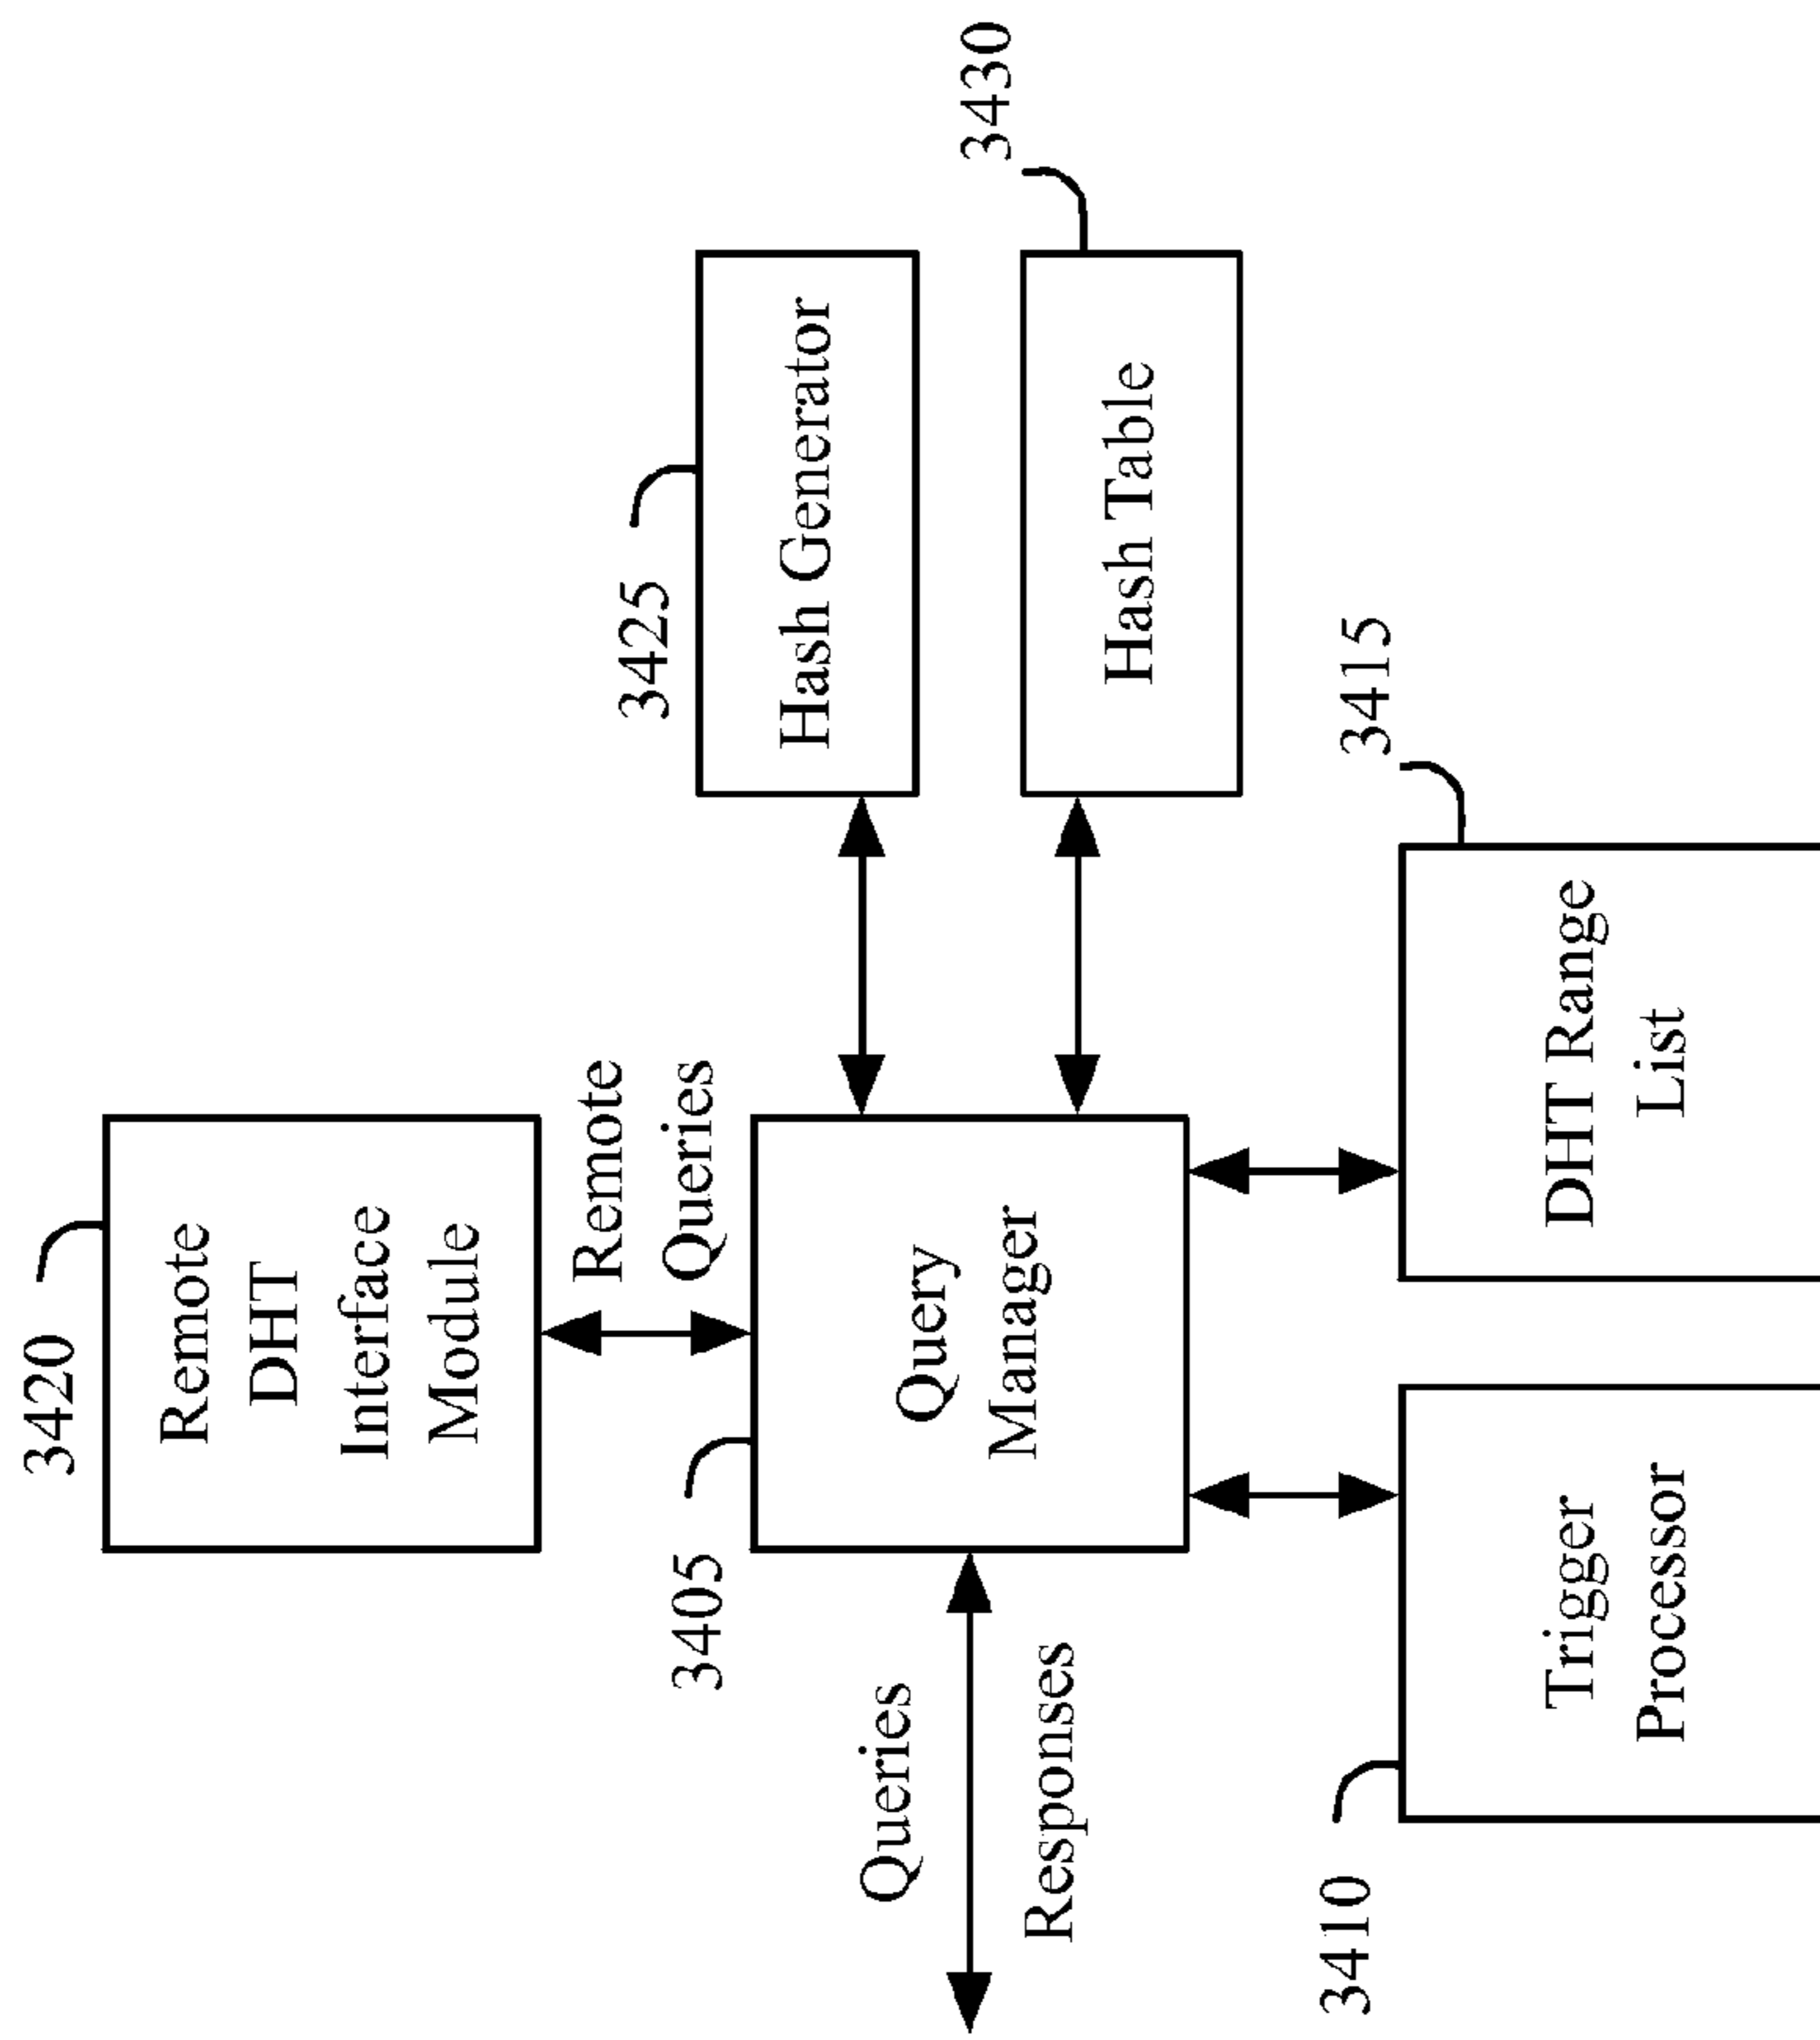 3420
Remote
DHT
Interface
Module
Remote
Queries
3425
Hash Generator
3430
Hash Table
3405
Query
Manager
Queries
Responses
3410
Trigger
Processor
3415
DHT Range
List